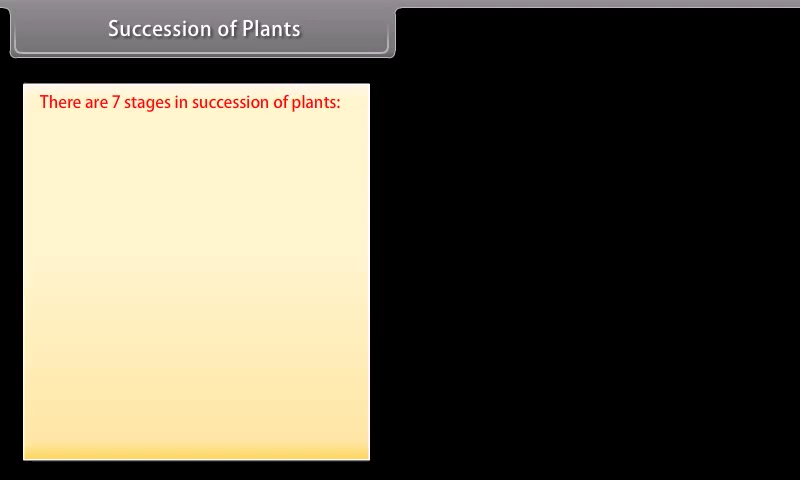 Succession of Plants
There are 7 stages in succession of plants: